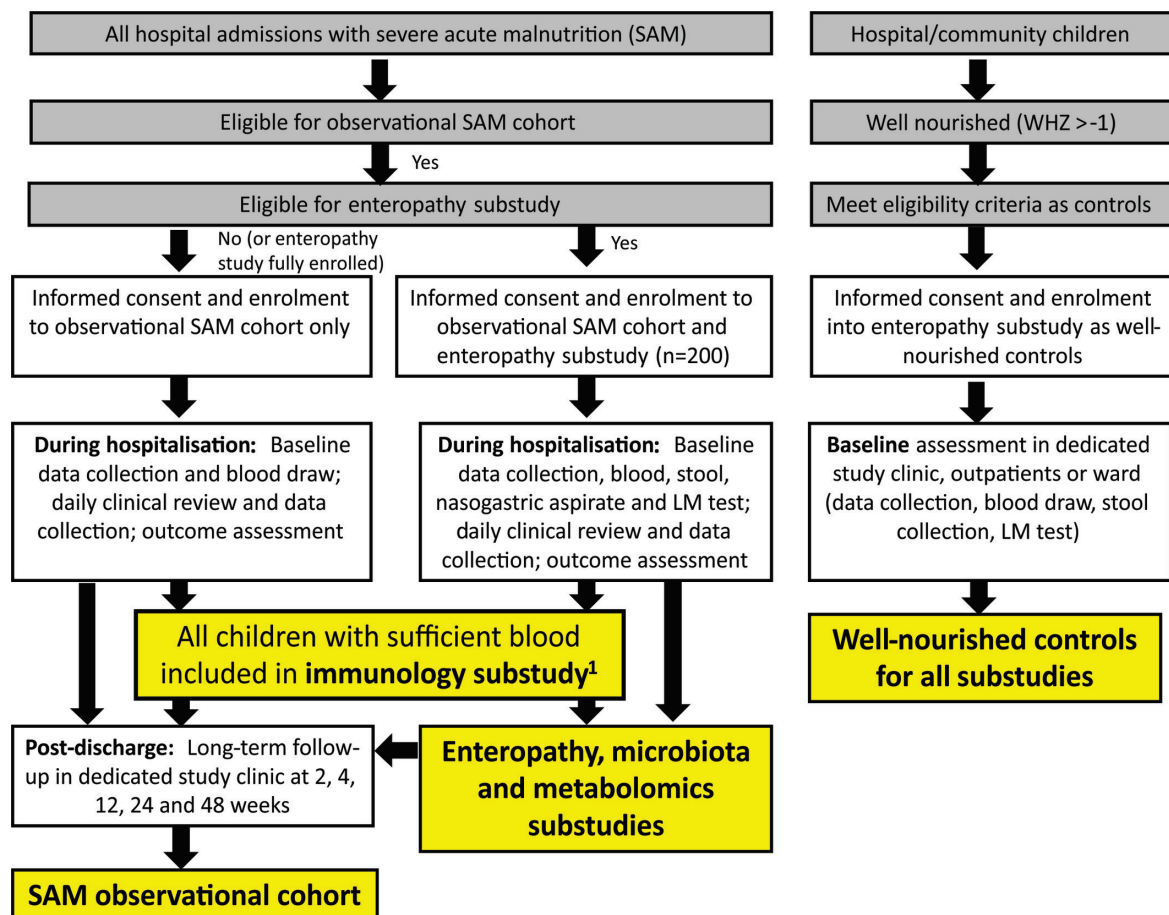 All hospital admissions with severe acute malnutrition (SAM)
Eligible for observational SAM cohort
Yes
Eligible for enteropathy substudy
No (or enteropathy
study fully enrolled)
Yes
Informed consent and enrolment
to observational SAM cohort only
Informed consent and enrolment to
observational SAM cohort and
enteropathy substudy (n=200)
During hospitalisation: Baseline
data collection and blood draw;
daily clinical review and data
collection; outcome assessment
During hospitalisation: Baseline
data collection, blood, stool,
nasogastric aspirate and LM test;
daily clinical review and data
collection; outcome assessment
All children with sufficient blood
included in immunology substudy¹
Post-discharge: Long-term follow-
up in dedicated study clinic at 2, 4,
12, 24 and 48 weeks
Enteropathy, microbiota
and metabolomics
substudies
SAM observational cohort
Hospital/community children
Well nourished (WHZ >-1)
Meet eligibility criteria as controls
Informed consent and enrolment
into enteropathy substudy as well-
nourished controls
Baseline assessment in dedicated
study clinic, outpatients or ward
(data collection, blood draw, stool
collection, LM test)
Well-nourished controls
for all substudies